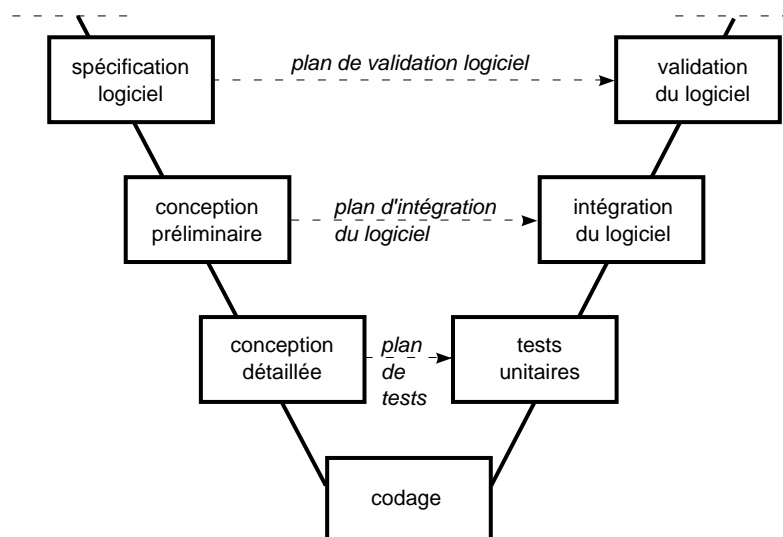 spécification
logiciel
plan de validation logiciel
validation
du logiciel
conception
préliminaire
plan d'intégration
du logiciel
intégration
du logiciel
conception
détaillée
plan
de
tests
tests
unitaires
codage